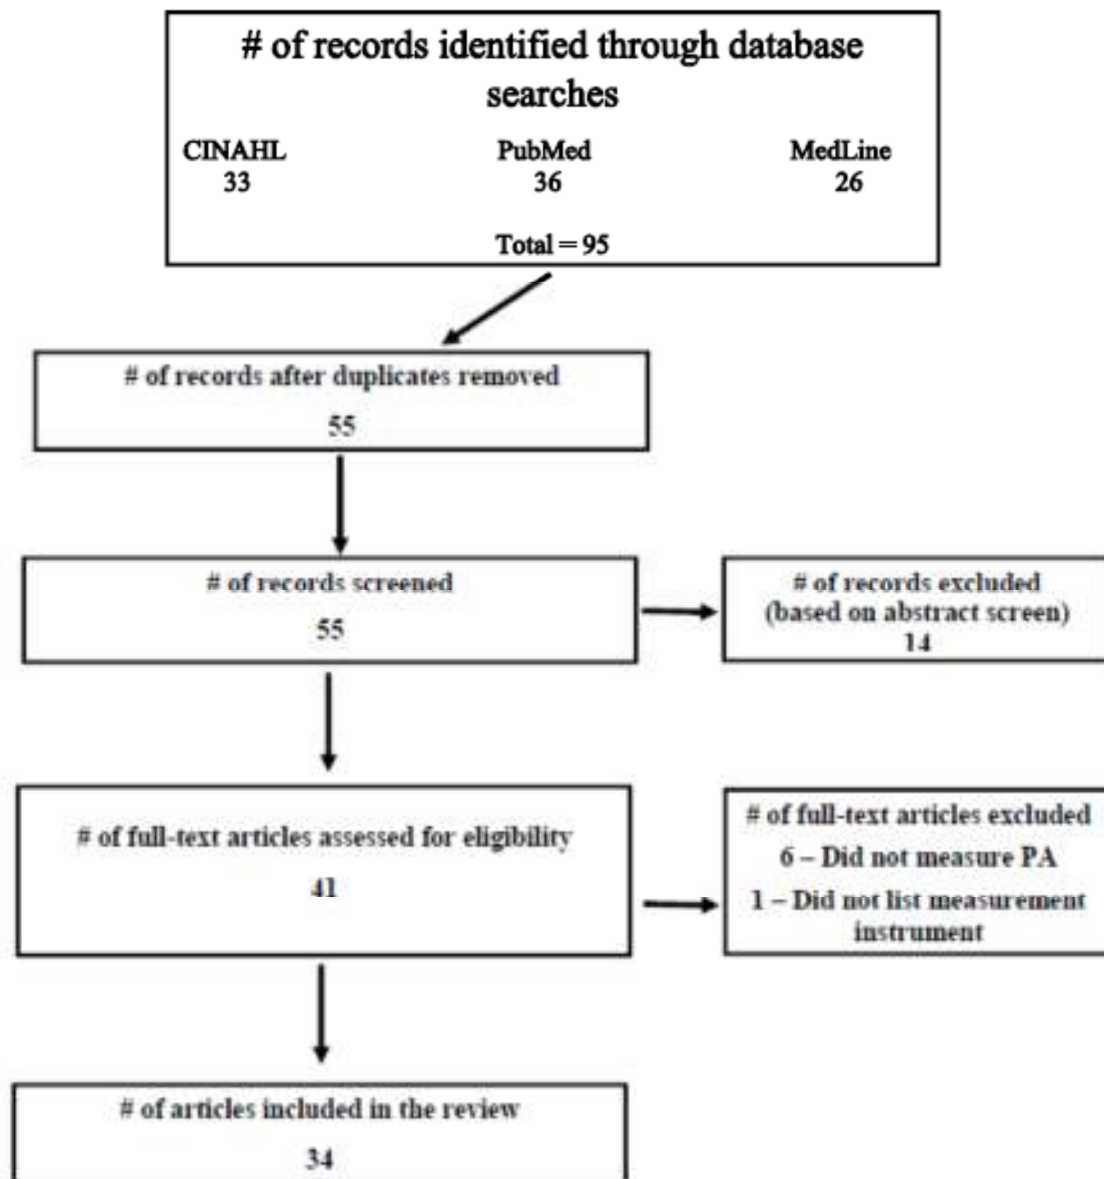 # of records identified through database
searches
CINAHL PubMed MedLine
33 36 26
Total = 95
# of records after duplicates removed
55
# of records screened
55
# of records excluded
(based on abstract screen)
14
# of full-text articles assessed for eligibility
41
# of full-text articles excluded
6 – Did not measure PA
1 – Did not list measurement
instrument
# of articles included in the review
34